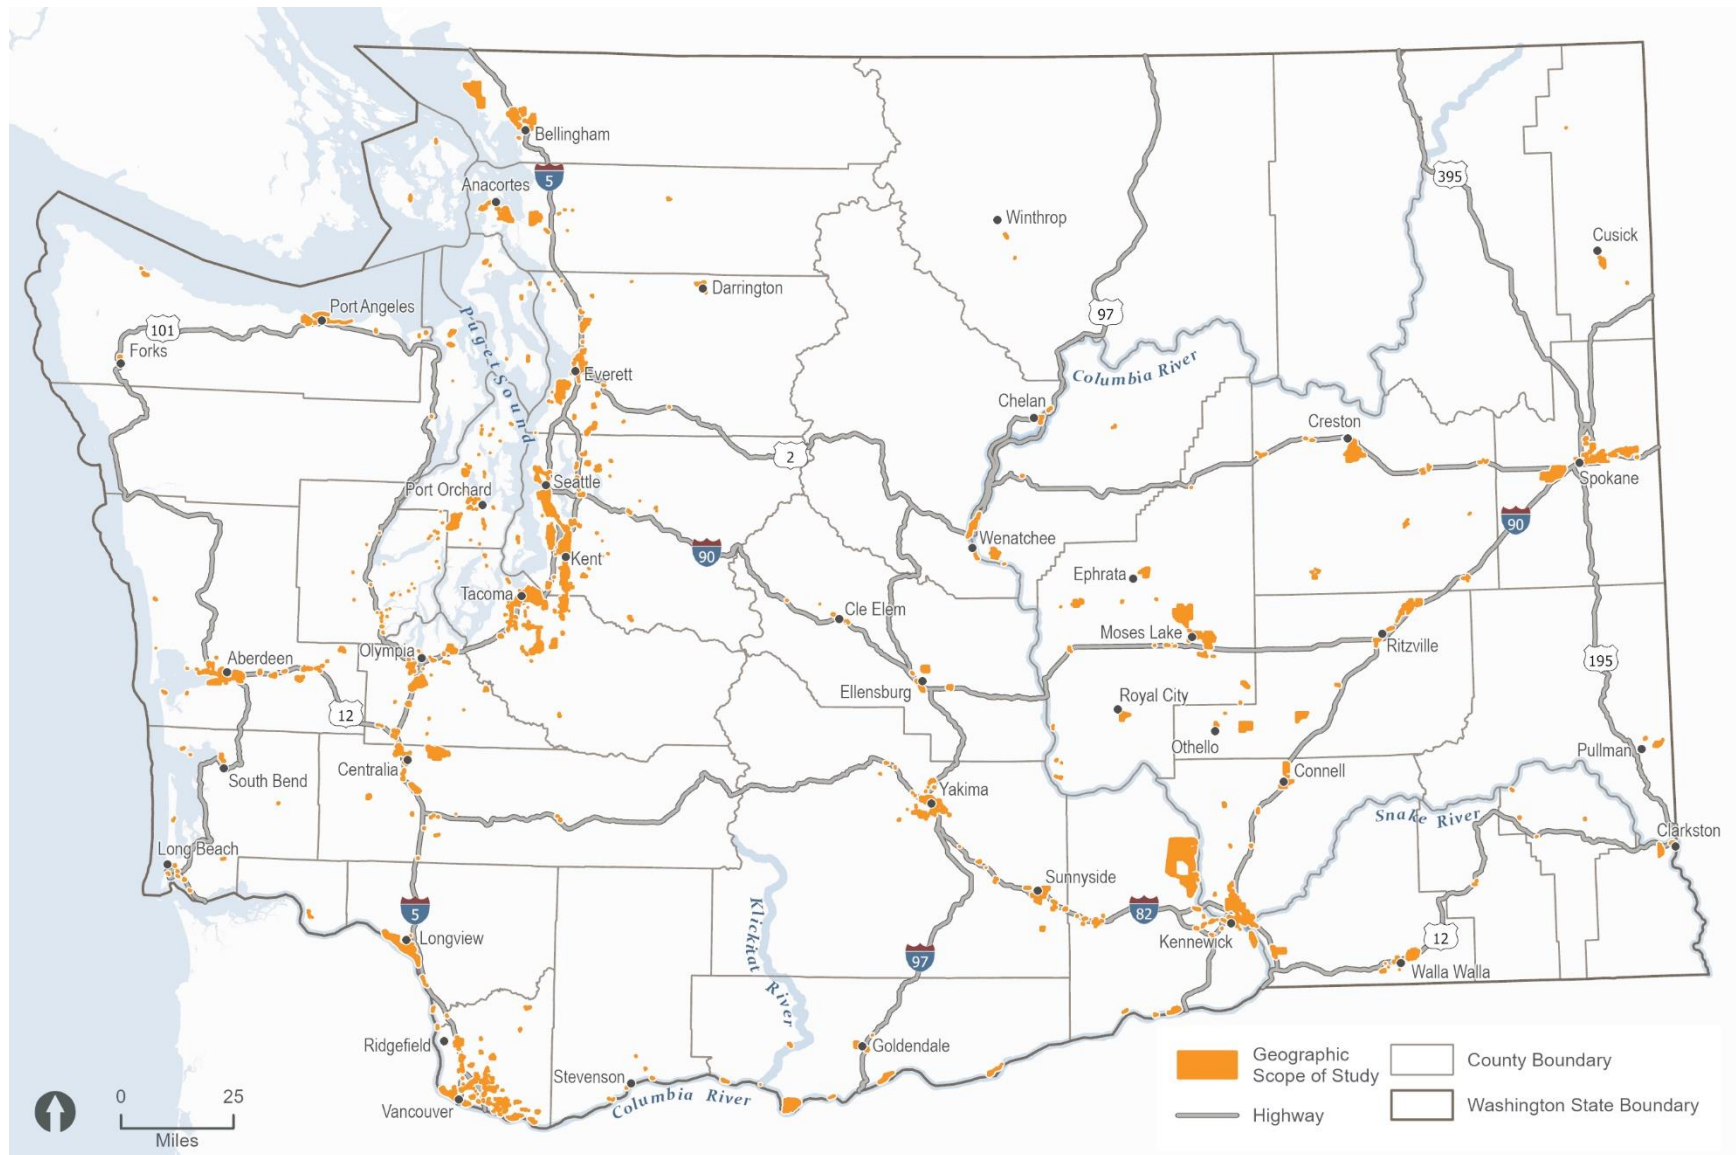 Bellingham
5
Anacortes
395
Winthrop
Cusick
Darrington
Port Angeles
97
101
Forks
Puget Sound
Everett
Columbia River
Chelan
Creston
2
Seattle
Port Orchard
Spokane
90
Wenatchee
90
Kent
Ephrata
Tacoma
Cle Elem
Moses Lake
Ritzville
Olympia
Aberdeen
195
Ellensburg
Royal City
12
Othello
Pullman
Centralia
South Bend
Connell
Yakima
Snake River
Clarkston
Long Beach
Sunnyside
5
82
Klickitat River
Longview
Kennewick
12
97
Walla Walla
Ridgefield
Goldendale
Stevenson
Columbia River
Vancouver
0 25
Miles
Geographic
Scope of Study
Highway
County Boundary
Washington State Boundary